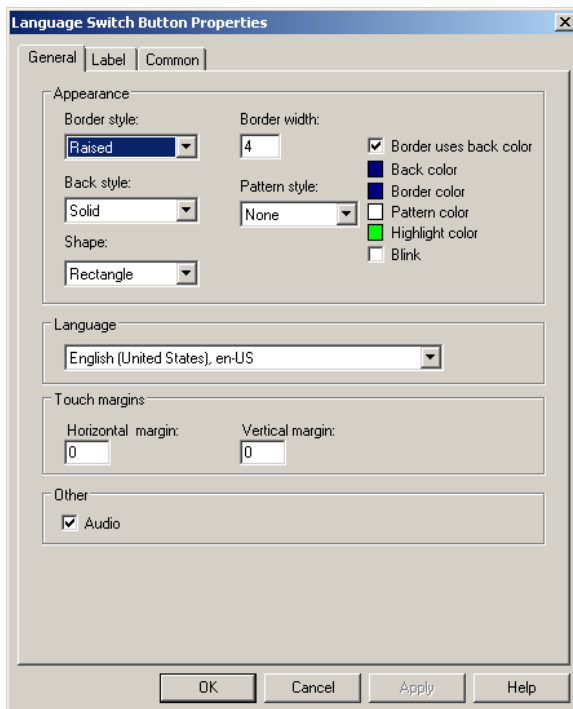 Language Switch Button Properties
General Label Common
Appearance
Border style:
Border width:
Raised
4
Border uses back color
Back color
Back style:
Pattern style:
Border color
Solid
None
Pattern color
Highlight color
Shape:
Blink
Rectangle
Language
English (United States), en-US
Touch margins
Horizontal margin:
Vertical margin:
0
0
Other
Audio
OK Cancel Apply Help